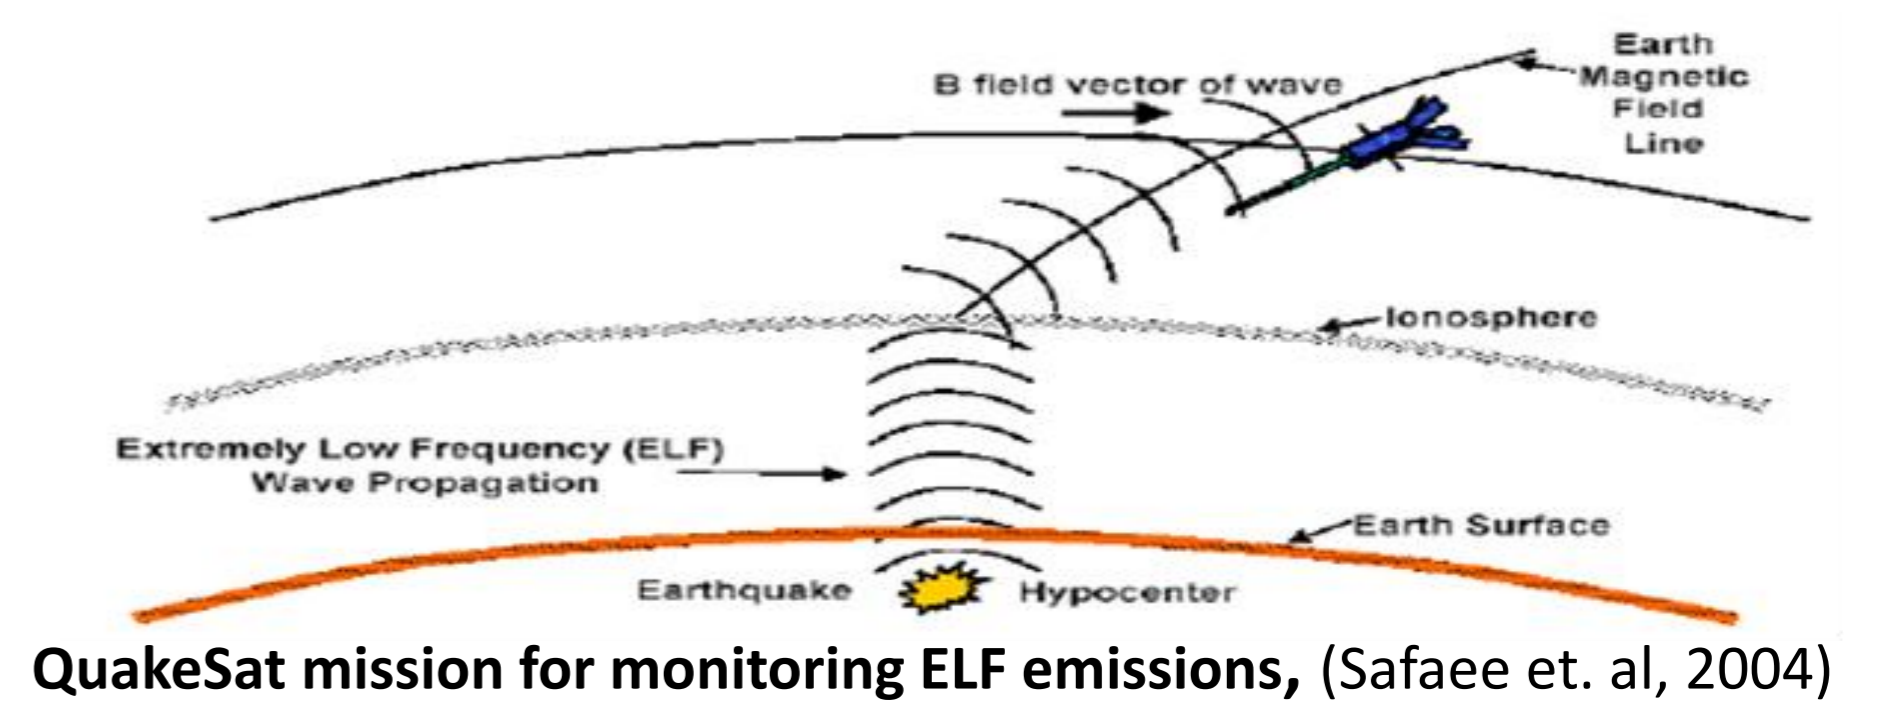 Earth
Magnetic
Field
Line
B field vector of wave
Ionosphere
Extremely Low Frequency (ELF)
Wave Propagation
Earth Surface
Earthquake Hypocenter
QuakeSat mission for monitoring ELF emissions, (Safaee et. al, 2004)